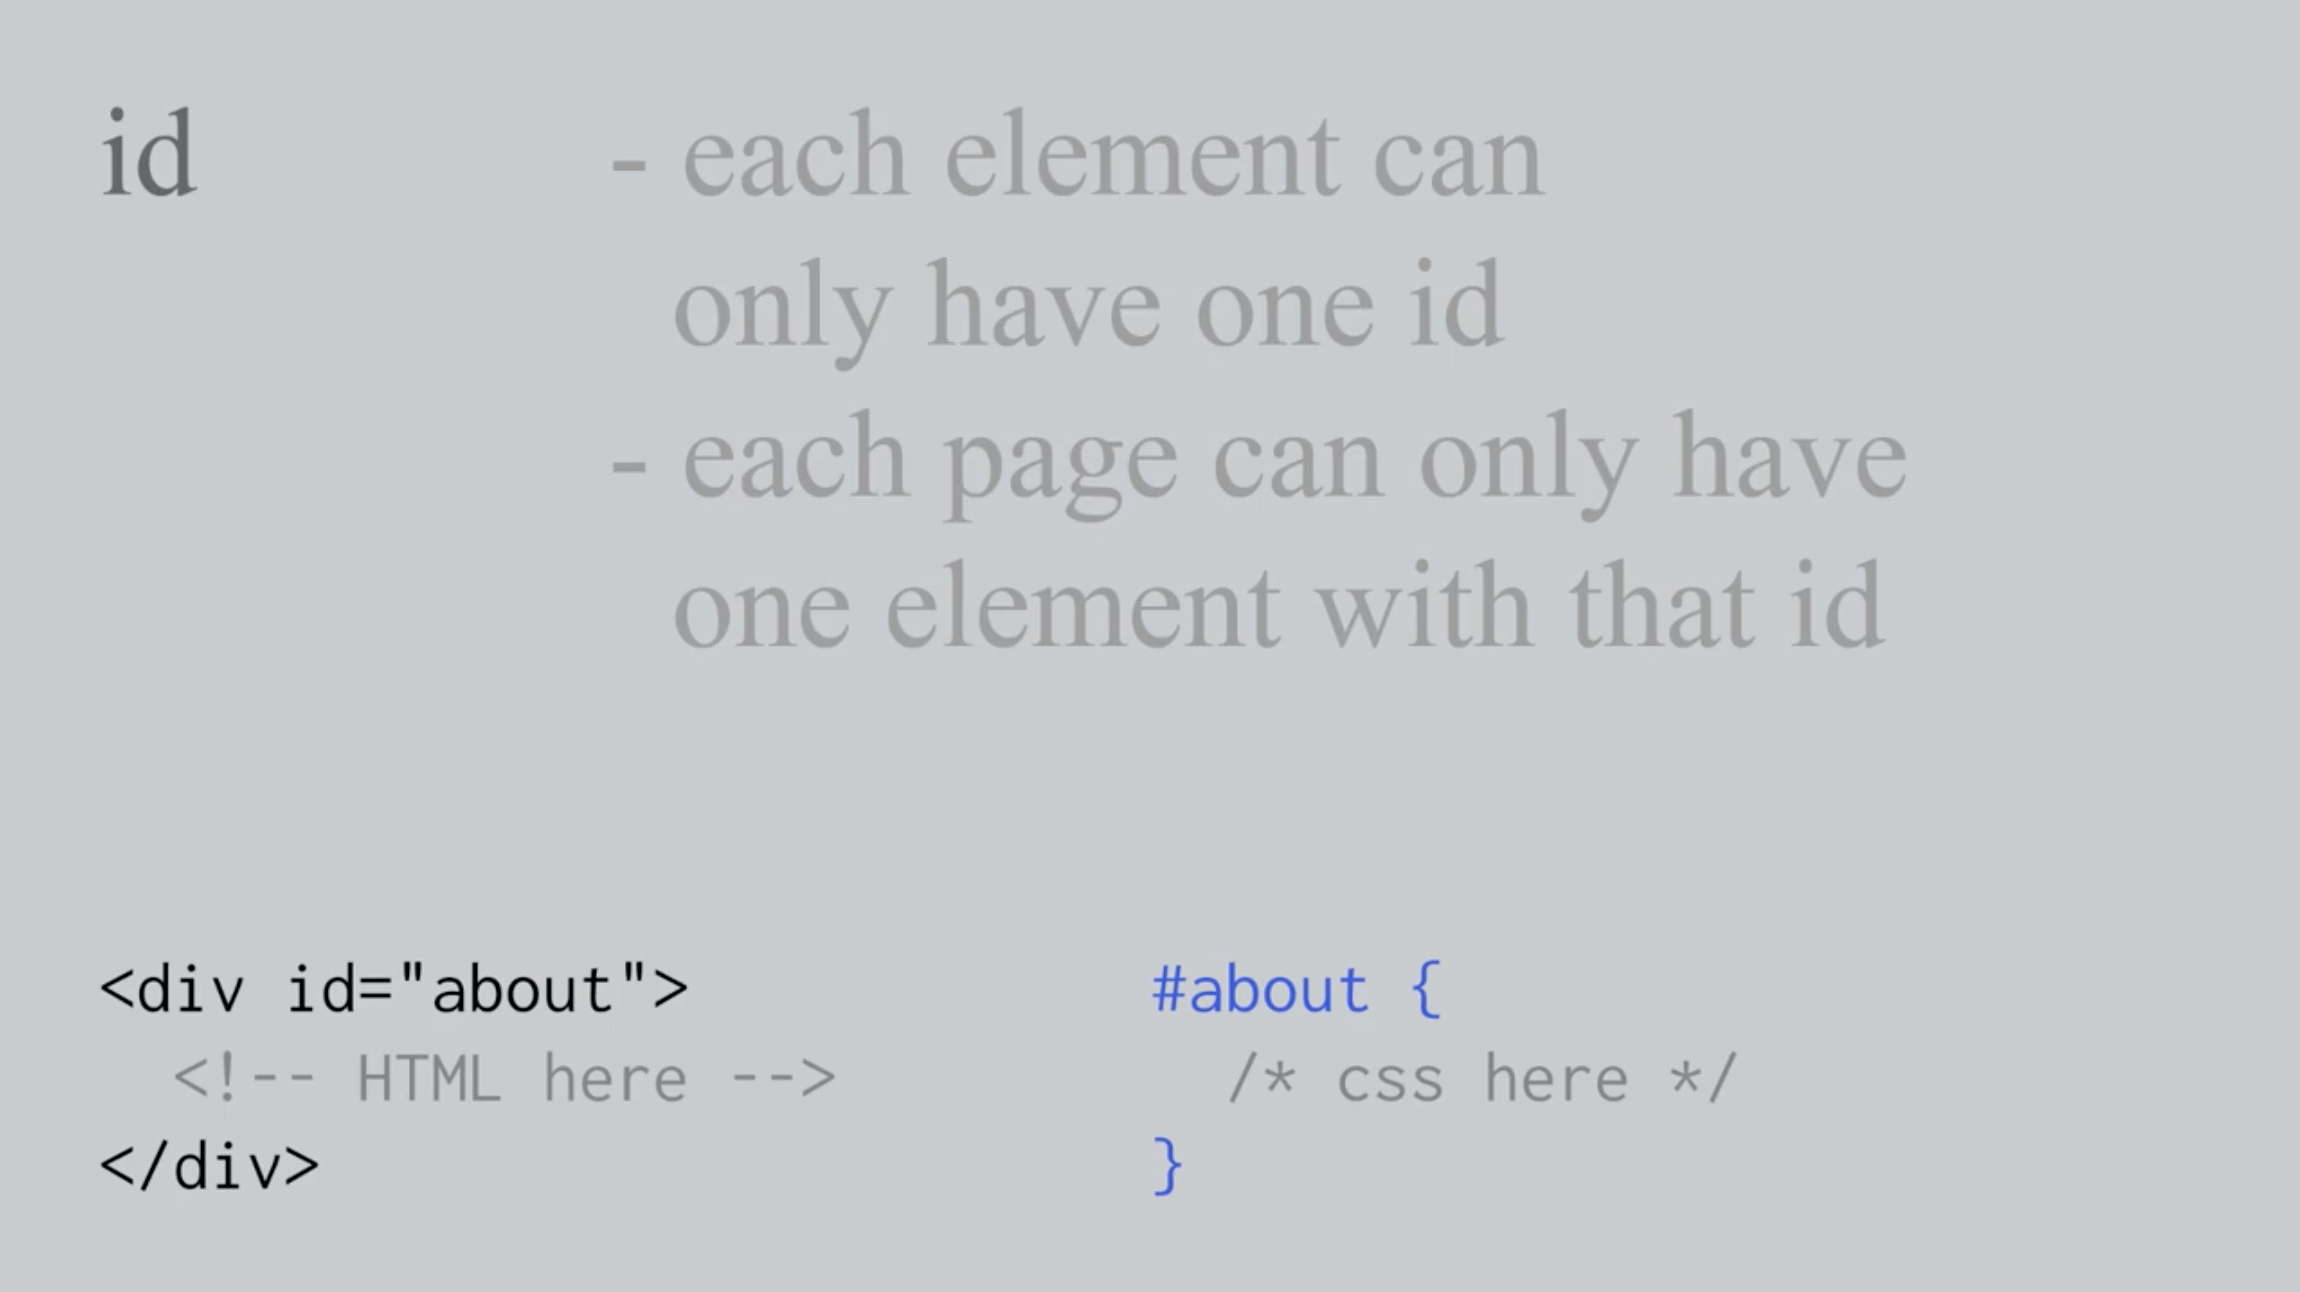 id
- each element can
only have one id
- each page can only have
one element with that id
<div id="about">
<!-- HTML here -->
</div>
#about {
/* css here */
}